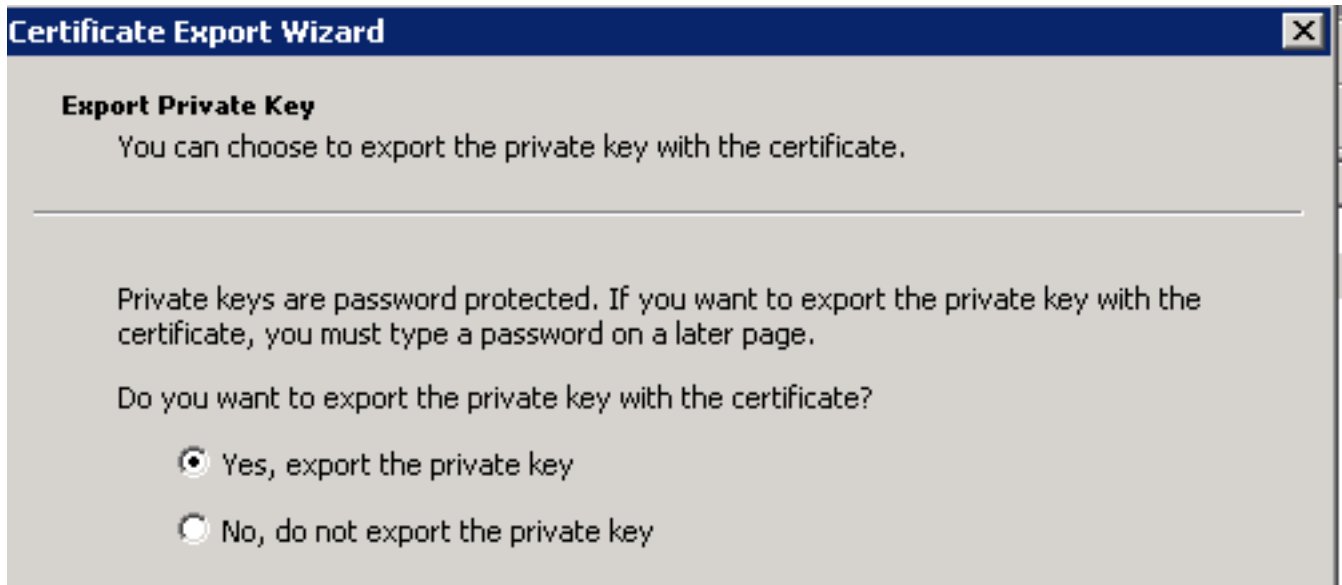 Certificate Export Wizard
Export Private Key
You can choose to export the private key with the certificate.
Private keys are password protected. If you want to export the private key with the
certificate, you must type a password on a later page.
Do you want to export the private key with the certificate?
Yes, export the private key
No, do not export the private key